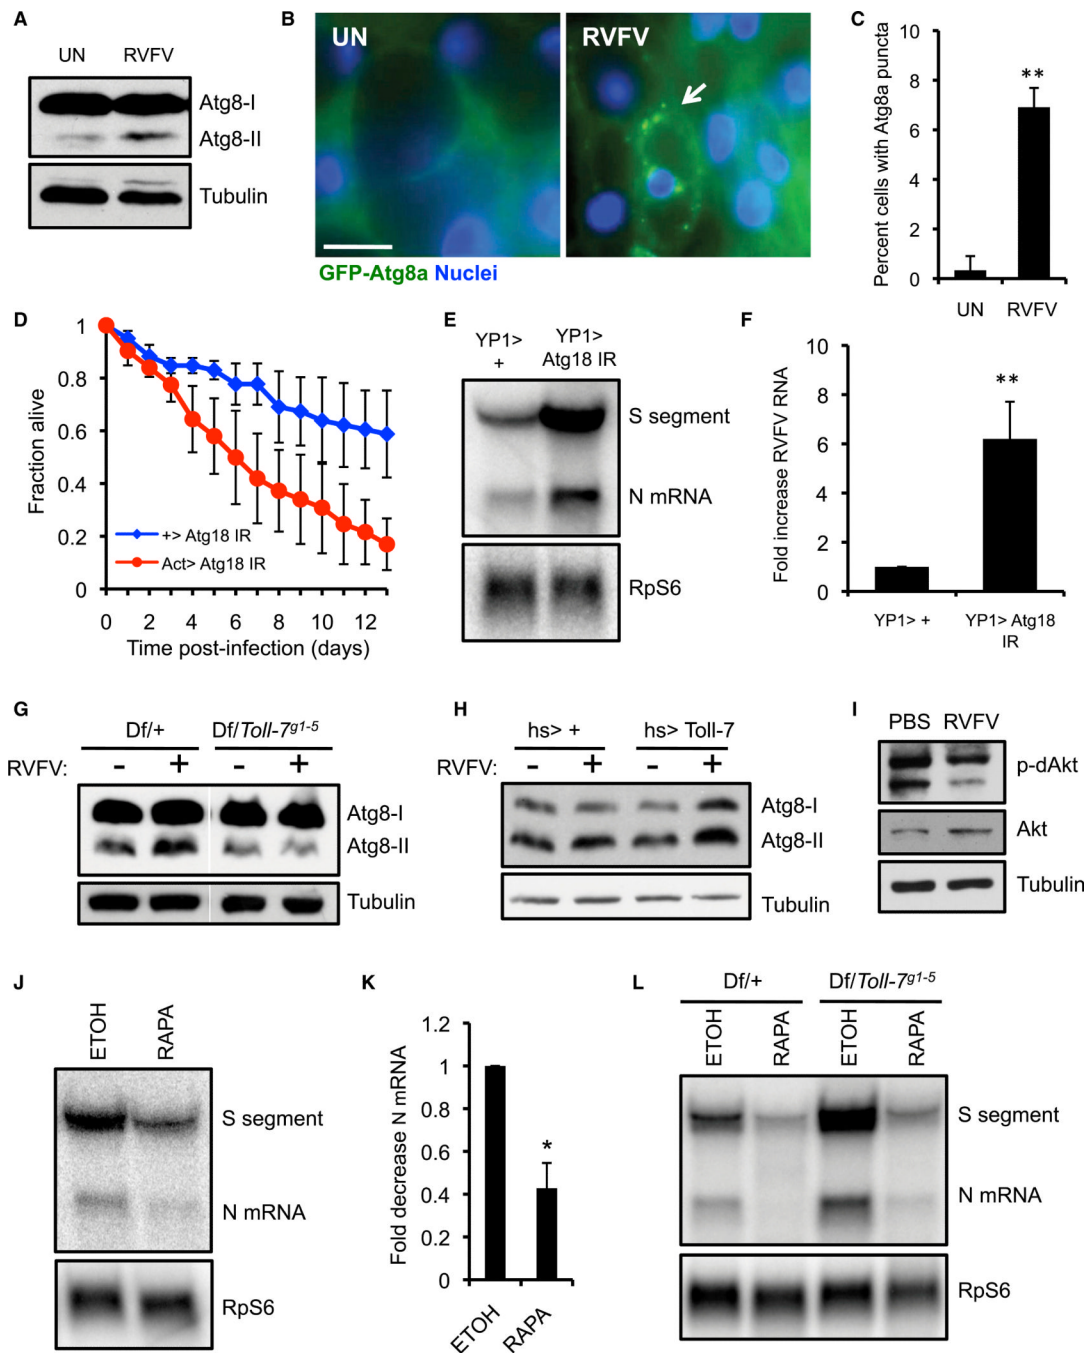 A
UN RVFV
Atg8-I
Atg8-II
Tubulin
B
UN
RVFV
GFP-Atg8a Nuclei
C
Percent cells with Atg8a puncta
10
8
6
4
2
0
**
UN RVFV
D
Fraction alive
1
0.8
0.6
0.4
0.2
0
+> Atg18 IR
Act> Atg18 IR
0 2 4 6 8 10 12
Time post-infection (days)
E
YP1> +
YP1> Atg18 IR
S segment
N mRNA
RpS6
F
Fold increase RVFV RNA
10
8
6
4
2
0
**
YP1> +
YP1> Atg18 IR
G
Df/+ Df/Toll-7g1-5
RVFV: - + - +
Atg8-I
Atg8-II
Tubulin
H
hs> + hs> Toll-7
RVFV: - + - +
Atg8-I
Atg8-II
Tubulin
I
PBS RVFV
p-dAkt
Akt
Tubulin
J
ETOH RAPA
S segment
N mRNA
RpS6
K
Fold decrease N mRNA
1.2
1
0.8
0.6
0.4
0.2
0
*
ETOH RAPA
L
Df/+ Df/Toll-7g1-5
ETOH RAPA ETOH RAPA
S segment
N mRNA
RpS6